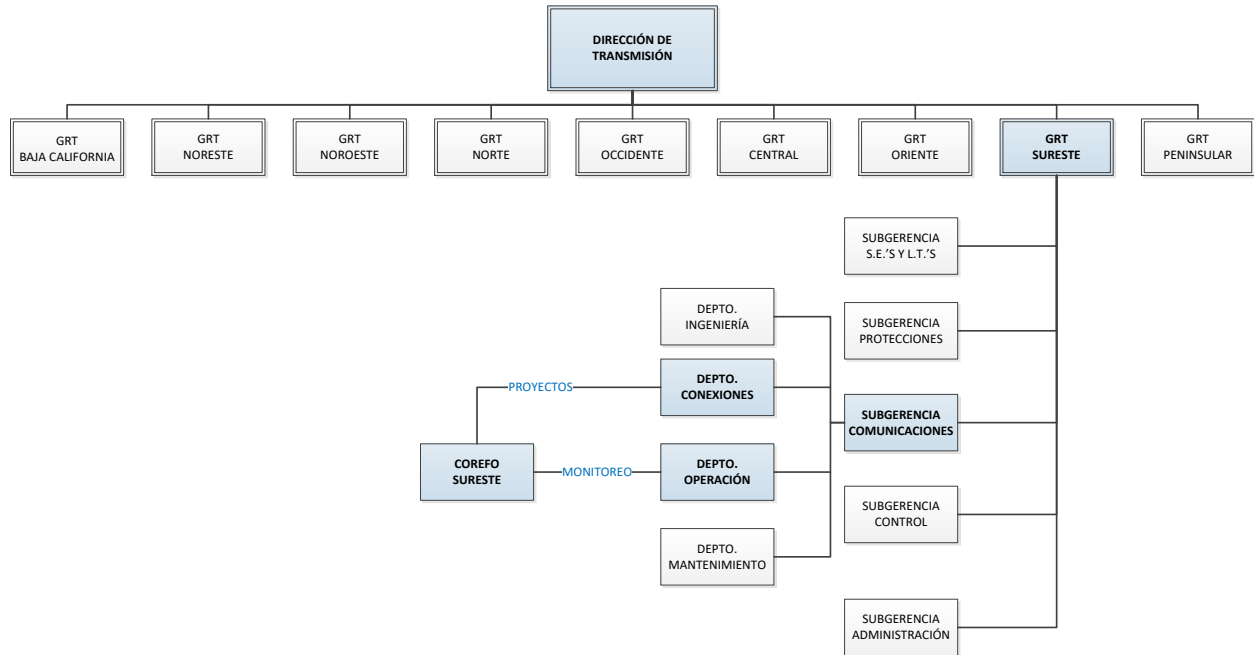 DIRECCIÓN DE
TRANSMISIÓN
GRT
BAJA CALIFORNIA
GRT
NORESTE
GRT
NOROESTE
GRT
NORTE
GRT
OCCIDENTE
GRT
CENTRAL
GRT
ORIENTE
GRT
SURESTE
GRT
PENINSULAR
SUBGERENCIA
S.E.'S Y L.T.'S
DEPTO.
INGENIERÍA
SUBGERENCIA
PROTECCIONES
PROYECTOS
DEPTO.
CONEXIONES
SUBGERENCIA
COMUNICACIONES
COREFO
SURESTE
MONITOREO
DEPTO.
OPERACIÓN
SUBGERENCIA
CONTROL
DEPTO.
MANTENIMIENTO
SUBGERENCIA
ADMINISTRACIÓN